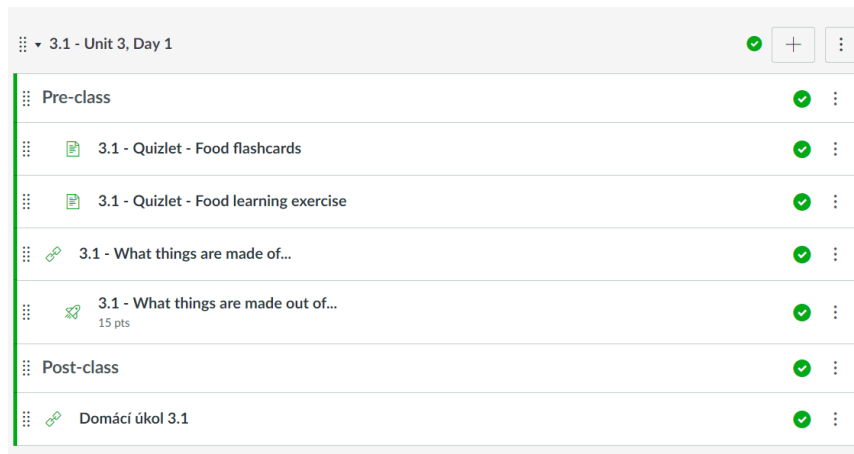 3.1 - Unit 3, Day 1
Pre-class
3.1 - Quizlet - Food flashcards
3.1 - Quizlet - Food learning exercise
3.1 - What things are made of...
3.1 - What things are made out of...
15 pts
Post-class
Domácí úkol 3.1